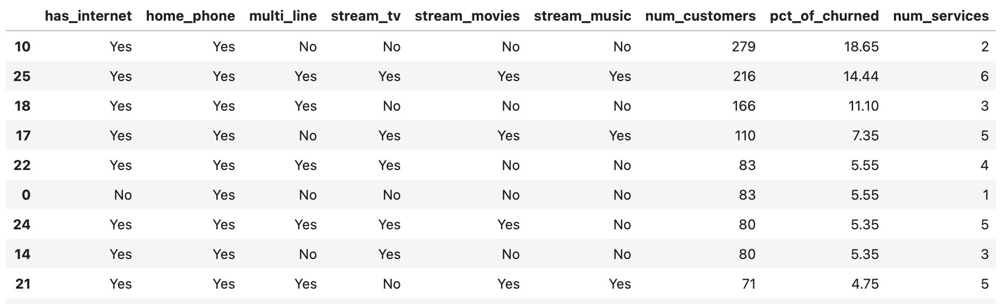 has_internet home_phone multi_line stream_tv stream_movies stream_music num_customers pct_of_churned num_services
10 Yes Yes No No No No 279 18.65 2
25 Yes Yes Yes Yes Yes Yes 216 14.44 6
18 Yes Yes Yes No No No 166 11.10 3
17 Yes Yes No Yes Yes Yes 110 7.35 5
22 Yes Yes Yes Yes No No 83 5.55 4
0 No Yes No No No No 83 5.55 1
24 Yes Yes Yes Yes Yes No 80 5.35 5
14 Yes Yes No Yes No No 80 5.35 3
21 Yes Yes Yes No Yes Yes 71 4.75 5